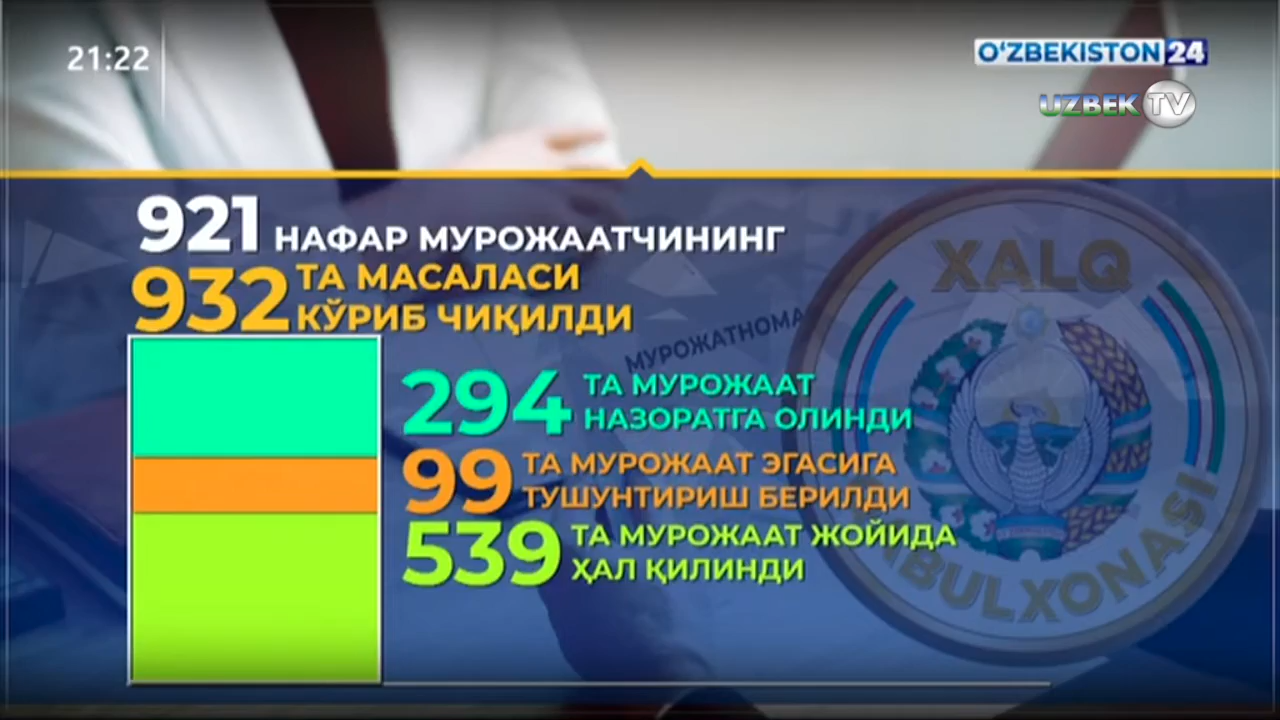 21:22
O‘ZBEKISTON 24
UZBEK TV
921 НАФАР МУРОЖААТЧИНИНГ
932 ТА МАСАЛАСИ
КЎРИБ ЧИҚИЛДИ
МУРОЖАТНОМА
XALQ
294 ТА МУРОЖААТ
НАЗОРАТГА ОЛИНДИ
99 ТА МУРОЖААТ ЭГАСИГА
ТУШУНТИРИШ БЕРИЛДИ
539 ТА МУРОЖААТ ЖОЙИДА
ҲАЛ ҚИЛИНДИ